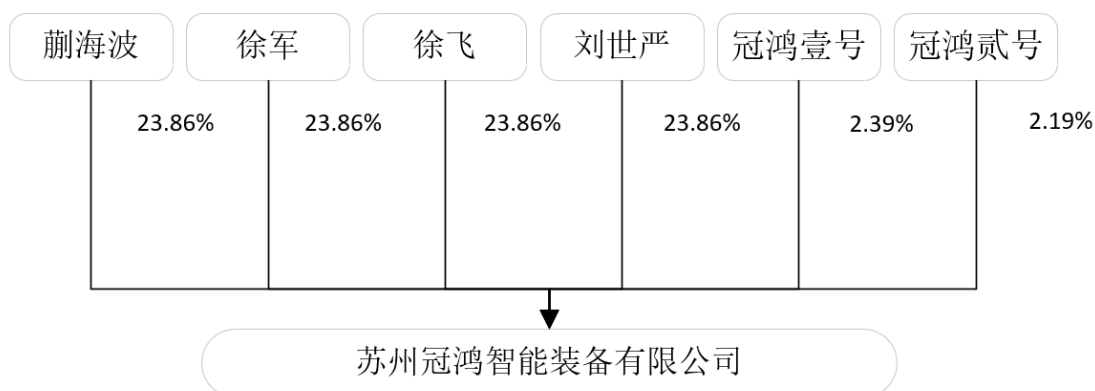 蒯海波
徐军
徐飞
刘世严
冠鸿壹号
冠鸿贰号
23.86%
23.86%
23.86%
23.86%
2.39%
2.19%
苏州冠鸿智能装备有限公司